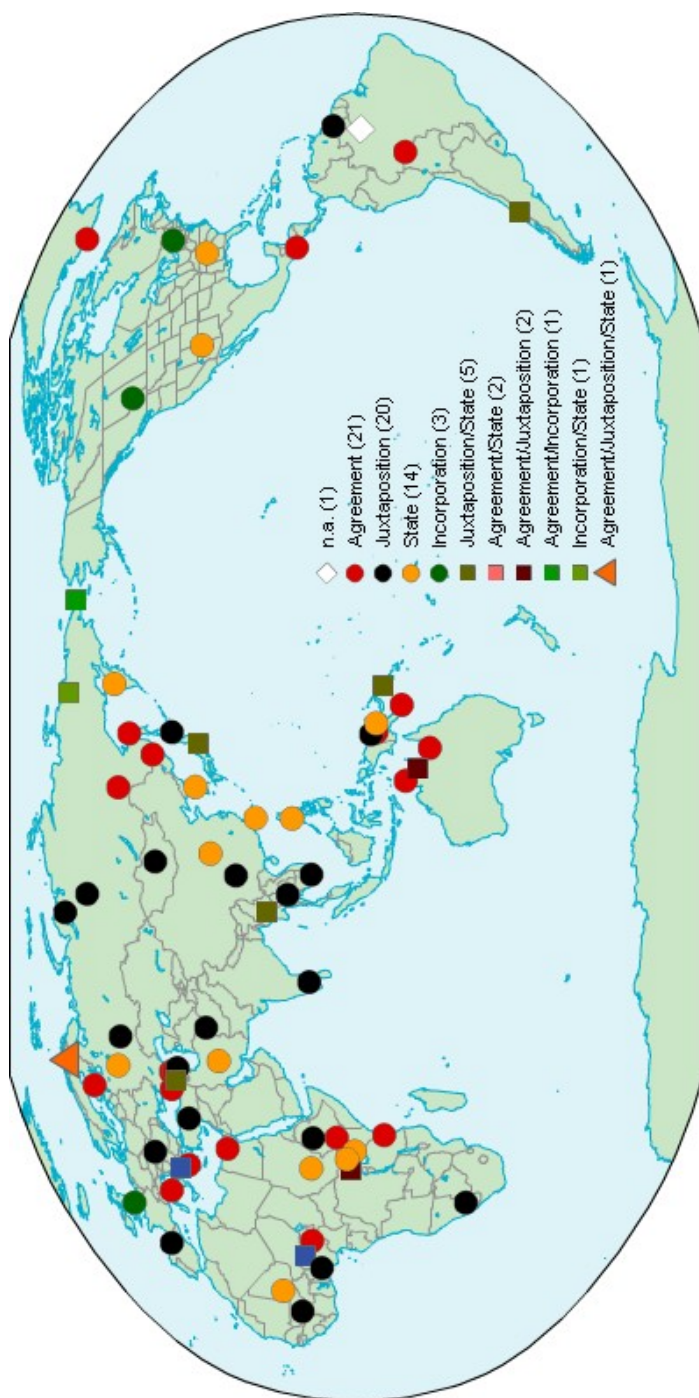 n.a. (1)
Agreement (21)
Juxtaposition (20)
State (14)
Incorporation (3)
Juxtaposition/State (5)
Agreement/State (2)
Agreement/Juxtaposition (2)
Agreement/Incorporation (1)
Incorporation/State (1)
Agreement/Juxtaposition/State (1)